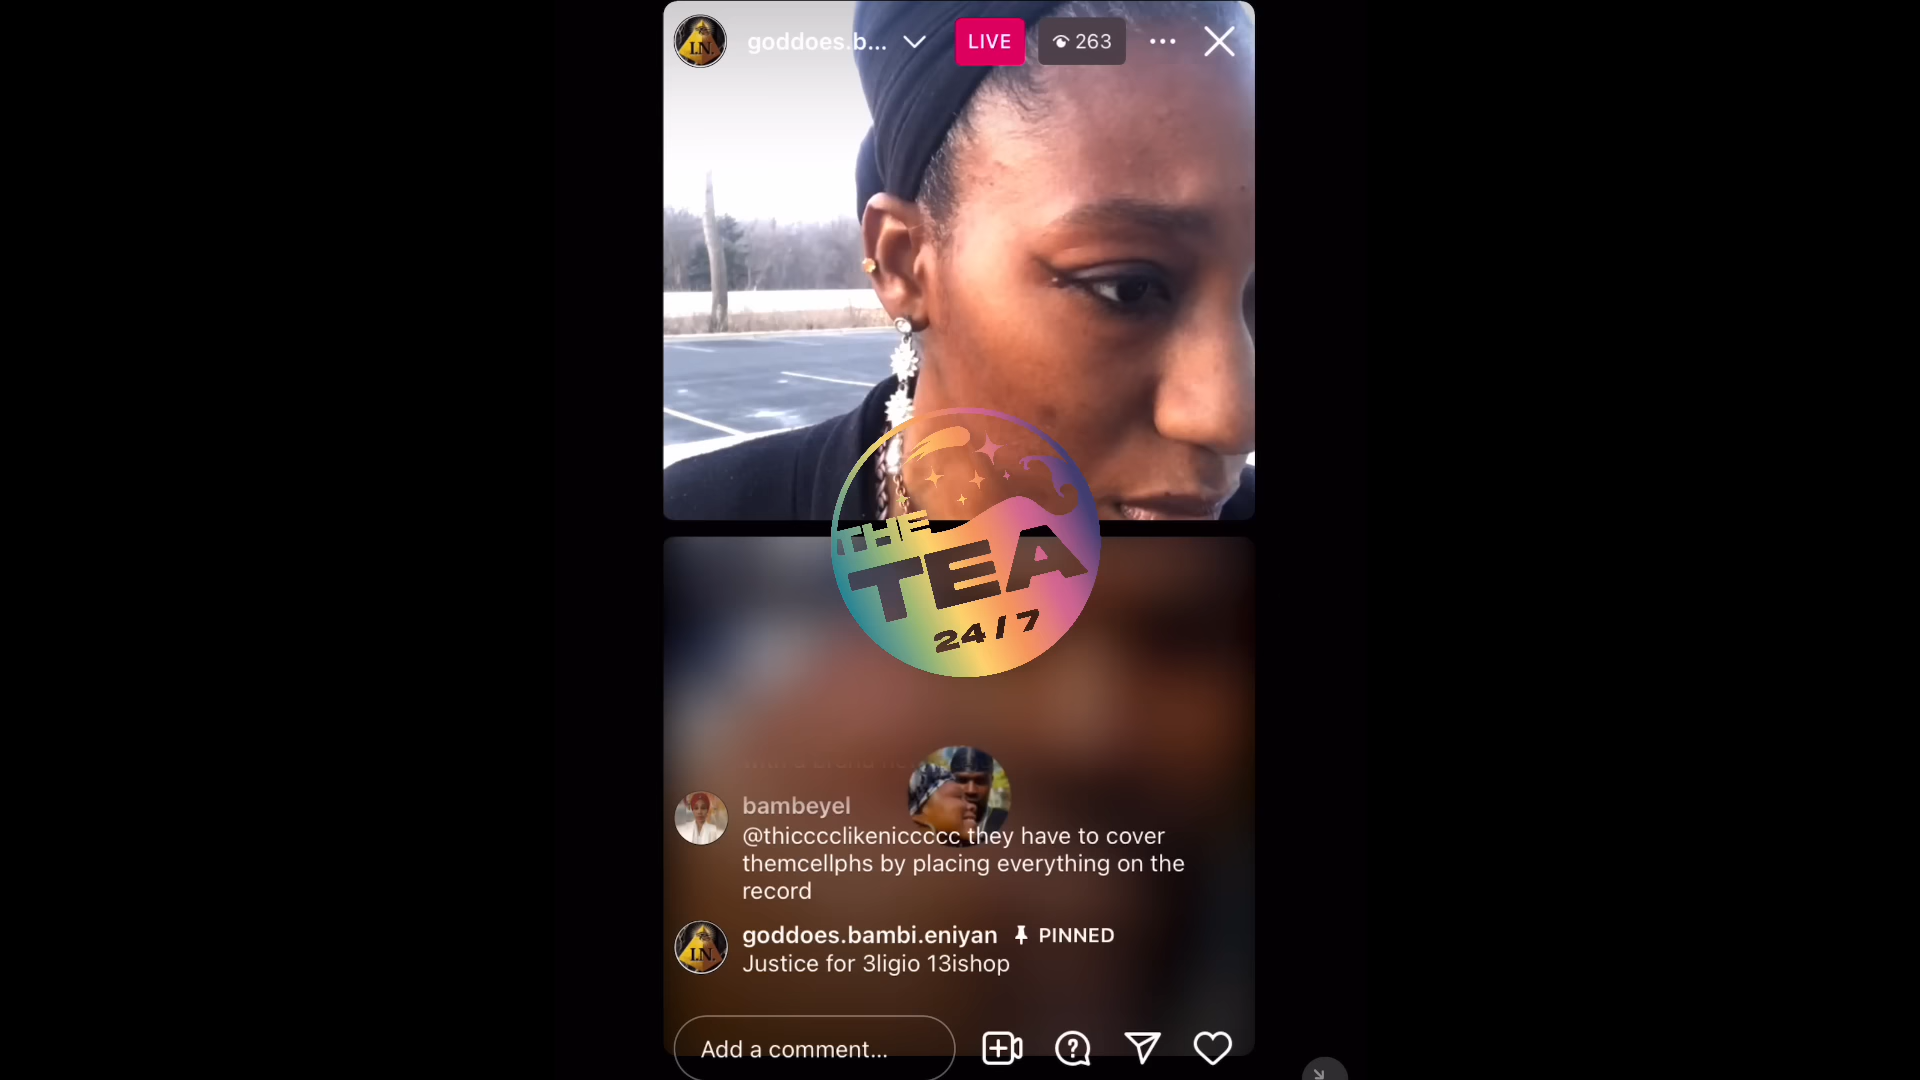 goddoes.b...
LIVE
263
I.N.
THE
TEA
24/7
bambeyel
@thicccclikeniccccc they have to cover
themcellphs by placing everything on the
record
goddoes.bambi.eniyan PINNED
I.N.
Justice for 3ligio 13ishop
Add a comment...